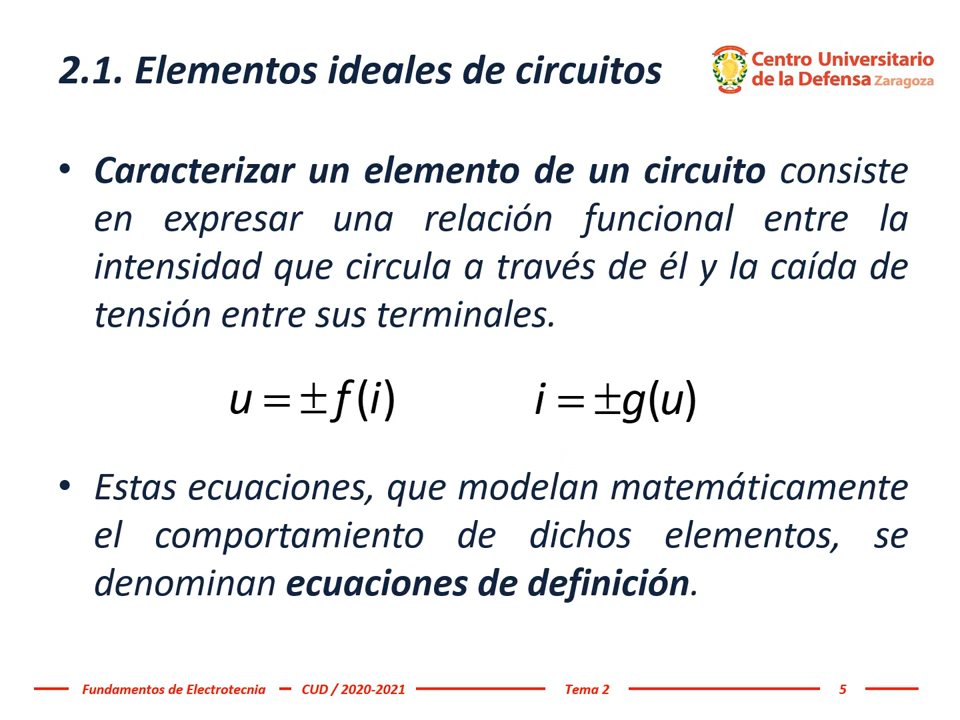 2.1. Elementos ideales de circuitos
Centro Universitario
de la Defensa Zaragoza
• Caracterizar un elemento de un circuito consiste
en expresar una relación funcional entre la
intensidad que circula a través de él y la caída de
tensión entre sus terminales.
u = ± f (i) i = ±g(u)
• Estas ecuaciones, que modelan matemáticamente
el comportamiento de dichos elementos, se
denominan ecuaciones de definición.
Fundamentos de Electrotecnia CUD / 2020-2021 Tema 2 5